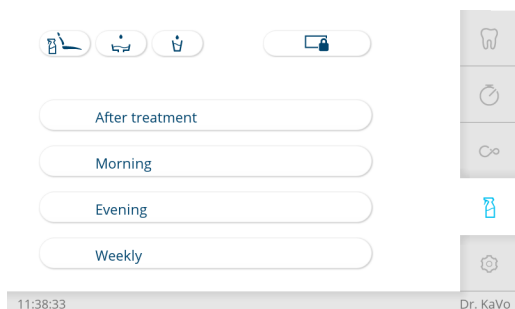 After treatment
Morning
Evening
Weekly
11:38:33
Dr. KaVo